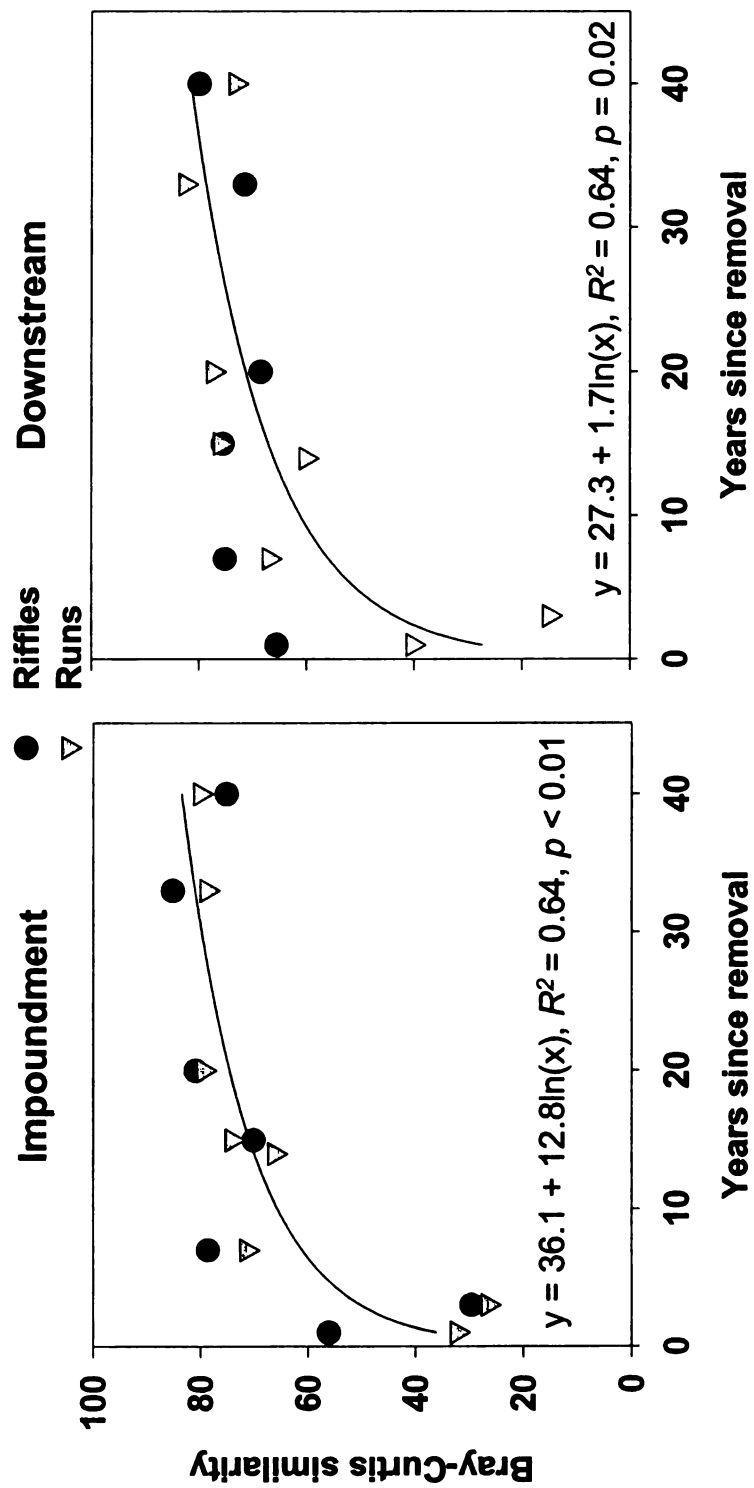 Riffles
Runs
Impoundment
Downstream
Bray-Curtis similarity
100
80
60
40
20
0
y = 36.1 + 12.8ln(x), R² = 0.64, p < 0.01
y = 27.3 + 1.7ln(x), R² = 0.64, p = 0.02
0 10 20 30 40
0 10 20 30 40
Years since removal
Years since removal